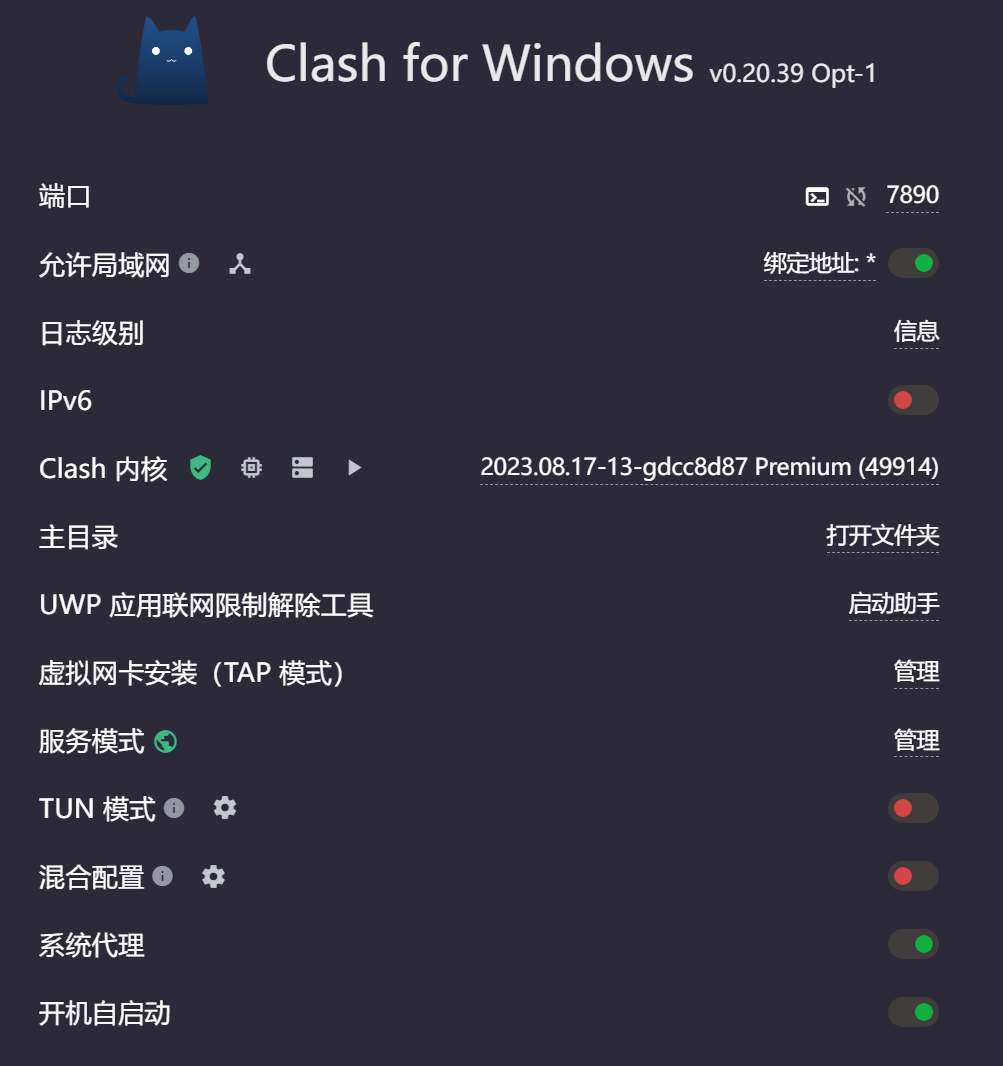 Clash for Windows v0.20.39 Opt-1
端口 7890
允许局域网 绑定地址: *
日志级别 信息
IPv6
Clash 内核 2023.08.17-13-gdcc8d87 Premium (49914)
主目录 打开文件夹
UWP 应用联网限制解除工具 启动助手
虚拟网卡安装（TAP 模式） 管理
服务模式 管理
TUN 模式
混合配置
系统代理
开机自启动